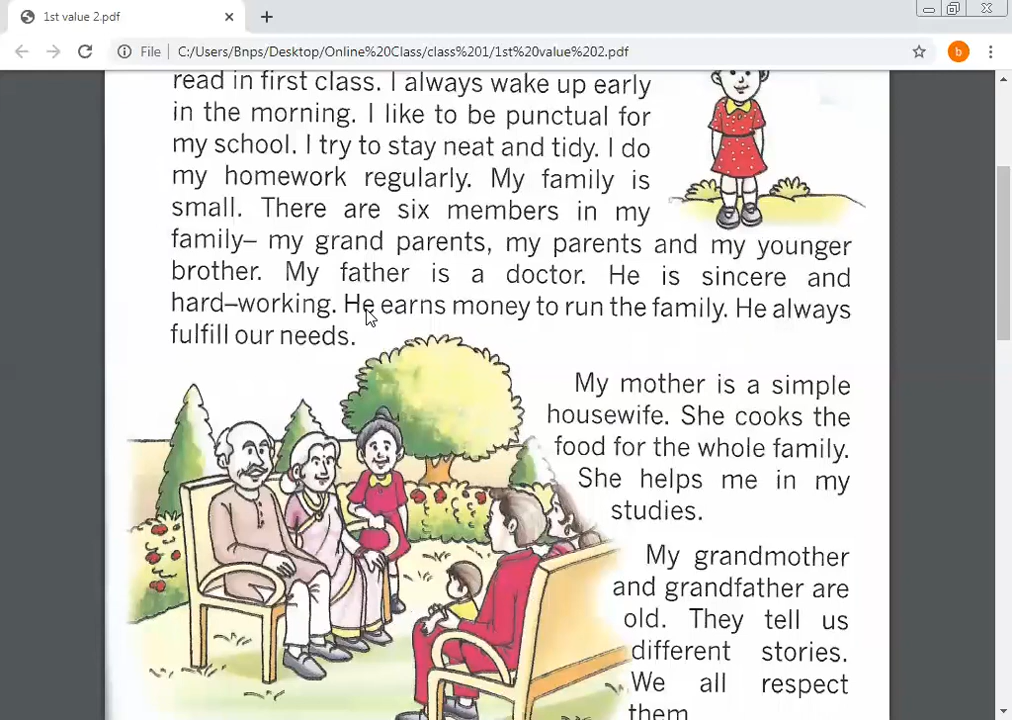 1st value 2.pdf
File
C:/Users/Bnps/Desktop/Online%20Class/class%201/1st%20value%202.pdf
b
read in first class. I always wake up early
in the morning. I like to be punctual for
my school. I try to stay neat and tidy. I do
my homework regularly. My family is
small. There are six members in my
family– my grand parents, my parents and my younger
brother. My father is a doctor. He is sincere and
hard–working. He earns money to run the family. He always
fulfill our needs.
My mother is a simple
housewife. She cooks the
food for the whole family.
She helps me in my
studies.
My grandmother
and grandfather are
old. They tell us
different stories.
We all respect
them